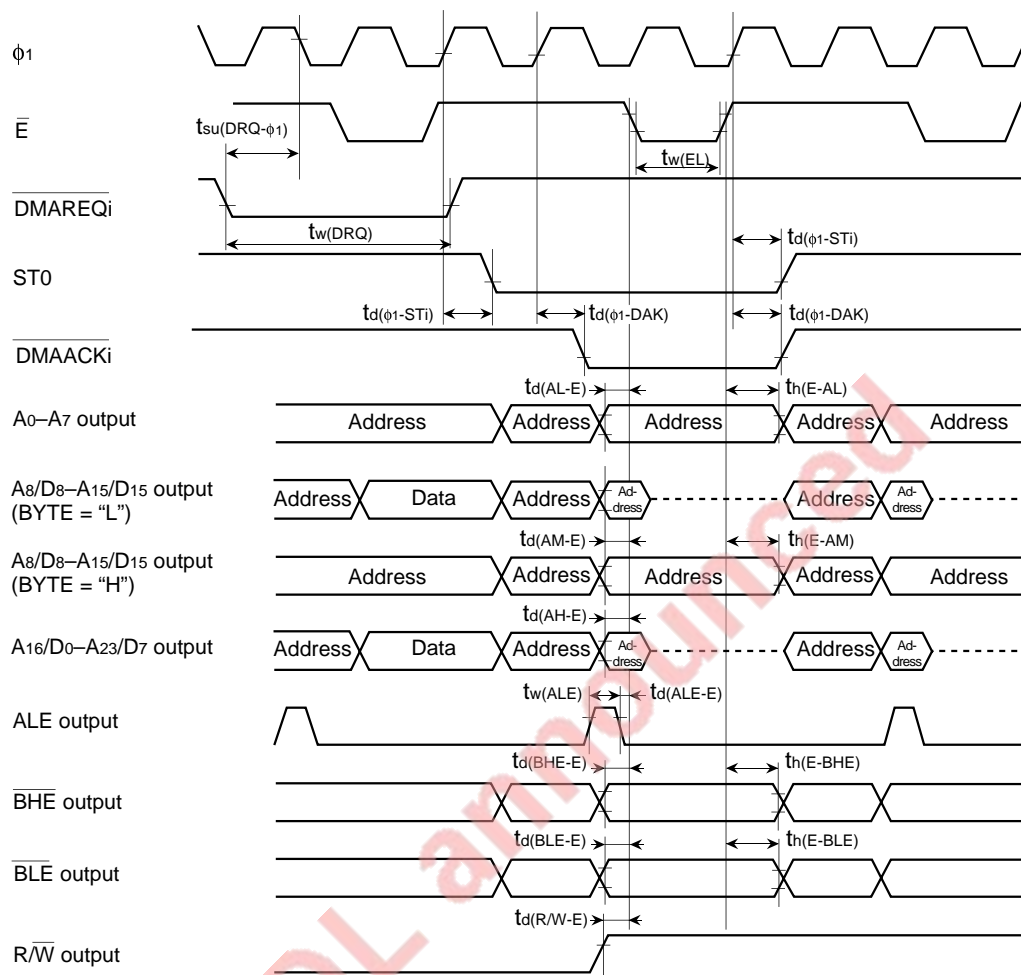 ϕ1
E̅
tsu(DRQ-ϕ1)
tw(EL)
D̅M̅A̅R̅E̅Q̅i̅
tw(DRQ)
td(ϕ1-STi)
ST0
td(ϕ1-STi) td(ϕ1-DAK) td(ϕ1-DAK)
D̅M̅A̅A̅C̅K̅i̅
td(AL-E) th(E-AL)
A0–A7 output Address Address Address Address Address
A8/D8–A15/D15 output Address Data Address Ad- Address Ad-
(BYTE = “L”) dress dress
td(AM-E) th(E-AM)
A8/D8–A15/D15 output
(BYTE = “H”) Address Address Address Address Address
td(AH-E)
A16/D0–A23/D7 output Address Data Address Ad- Address Ad-
dress dress
tw(ALE) td(ALE-E)
ALE output
td(BHE-E) th(E-BHE)
B̅H̅E̅ output
td(BLE-E) th(E-BLE)
B̅L̅E̅ output
td(R/W-E)
R/W̅ output
OL announced